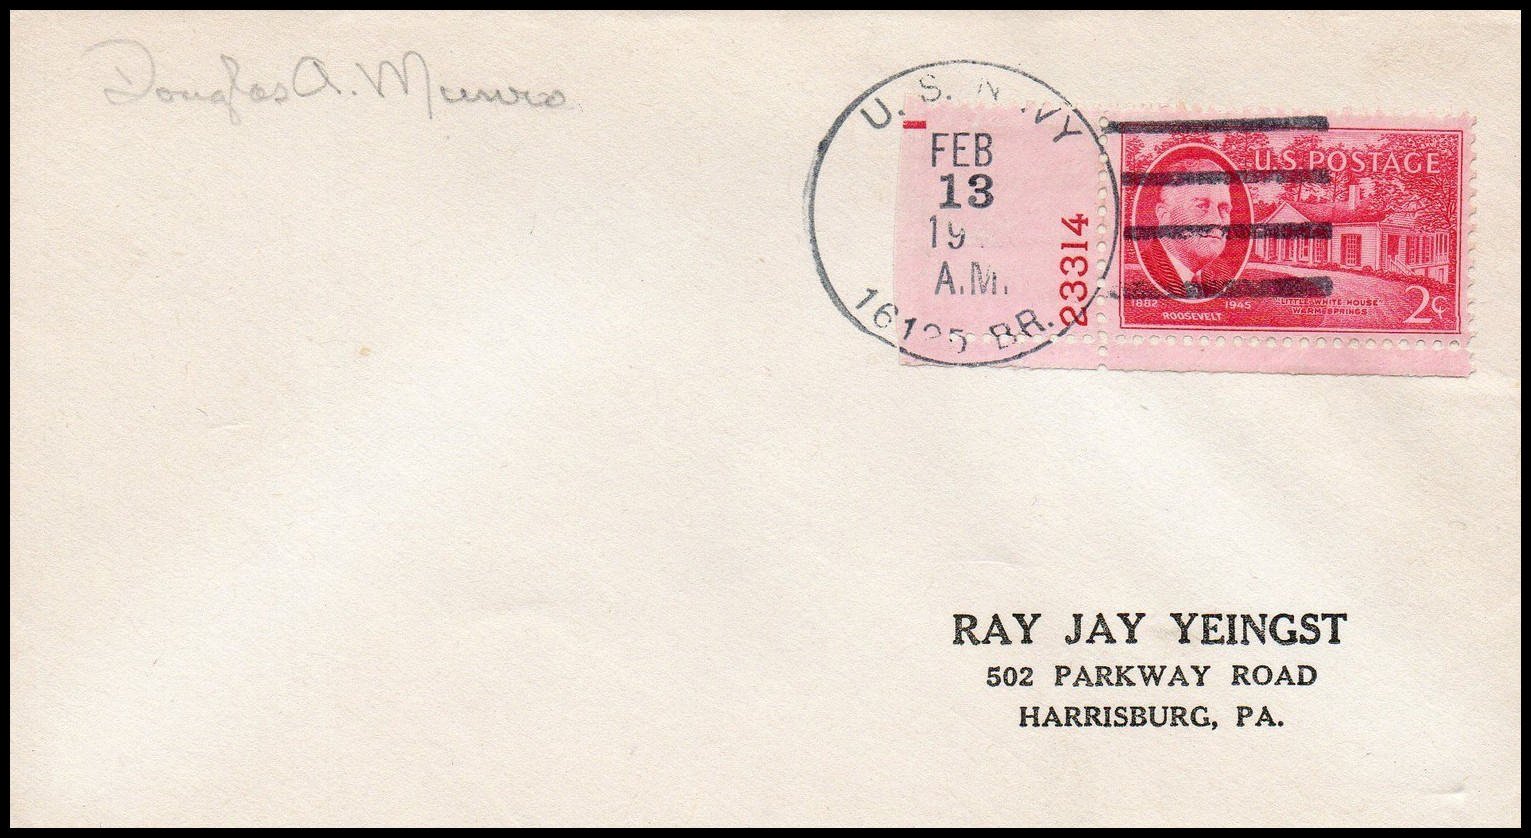 Douglas A. Munro
U.S. NAVY
FEB
13
19
A.M.
BR.
23314
U.S POSTAGE
1882 1945
ROOSEVELT
"LITTLE WHITE HOUSE"
WARM SPRINGS
2¢
RAY JAY YEINGST
502 PARKWAY ROAD
HARRISBURG, PA.